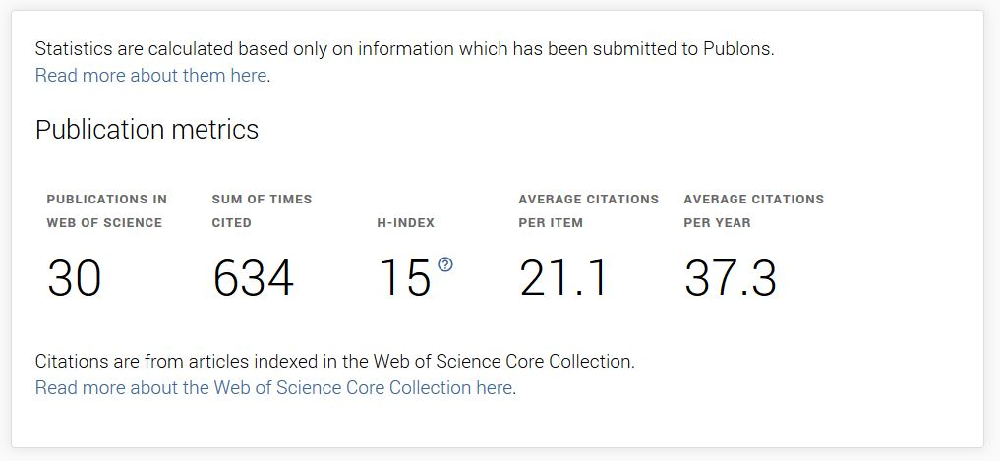 Statistics are calculated based only on information which has been submitted to Publons.
Read more about them here.
Publication metrics
PUBLICATIONS IN
WEB OF SCIENCE
30
SUM OF TIMES
CITED
634
H-INDEX
15 ?
AVERAGE CITATIONS
PER ITEM
21.1
AVERAGE CITATIONS
PER YEAR
37.3
Citations are from articles indexed in the Web of Science Core Collection.
Read more about the Web of Science Core Collection here.